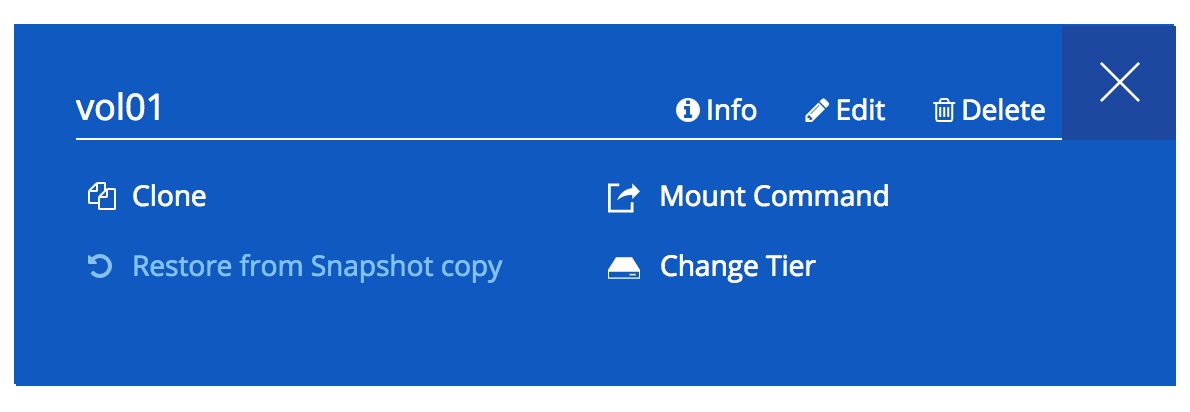 vol01
Info Edit Delete
Clone
Mount Command
Restore from Snapshot copy
Change Tier